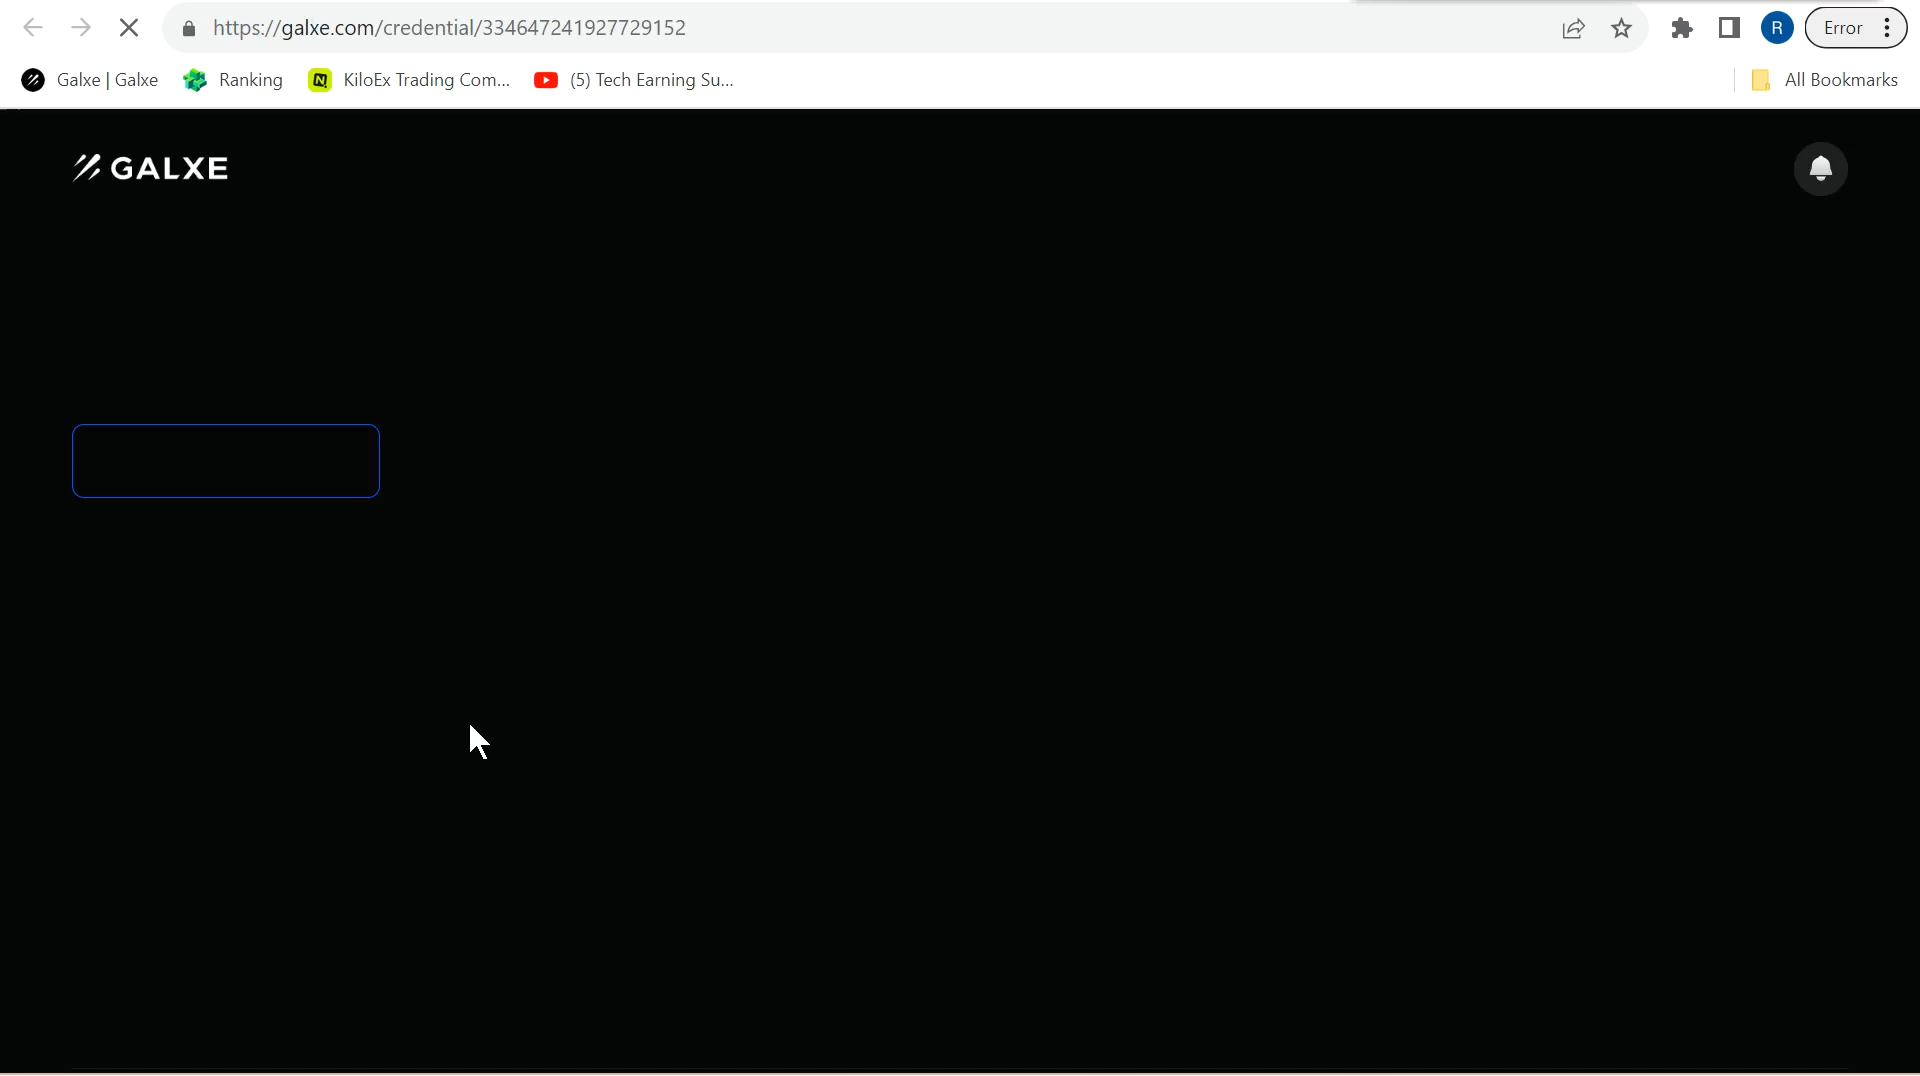 https://galxe.com/credential/334647241927729152
R
Error
Galxe | Galxe
Ranking
KiloEx Trading Com...
(5) Tech Earning Su...
All Bookmarks
GALXE